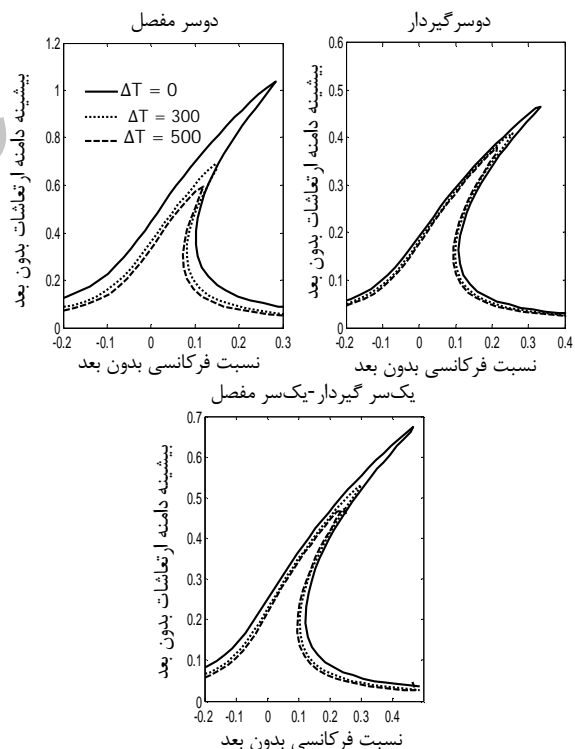 دوسر مفصل
1.2
1
0.8
0.6
0.4
0.2
0
-0.2 -0.1 0 0.1 0.2 0.3
بیشینه دامنه ارتعاشات بدون بعد
نسبت فرکانسی بدون بعد
ΔT = 0
ΔT = 300
ΔT = 500
دوسرگیردار
0.6
0.5
0.4
0.3
0.2
0.1
0
-0.2 -0.1 0 0.1 0.2 0.3 0.4
بیشینه دامنه ارتعاشات بدون بعد
نسبت فرکانسی بدون بعد
یک‌سر گیردار-یک‌سر مفصل
0.7
0.6
0.5
0.4
0.3
0.2
0.1
0
-0.2 -0.1 0 0.1 0.2 0.3 0.4
بیشینه دامنه ارتعاشات بدون بعد
نسبت فرکانسی بدون بعد